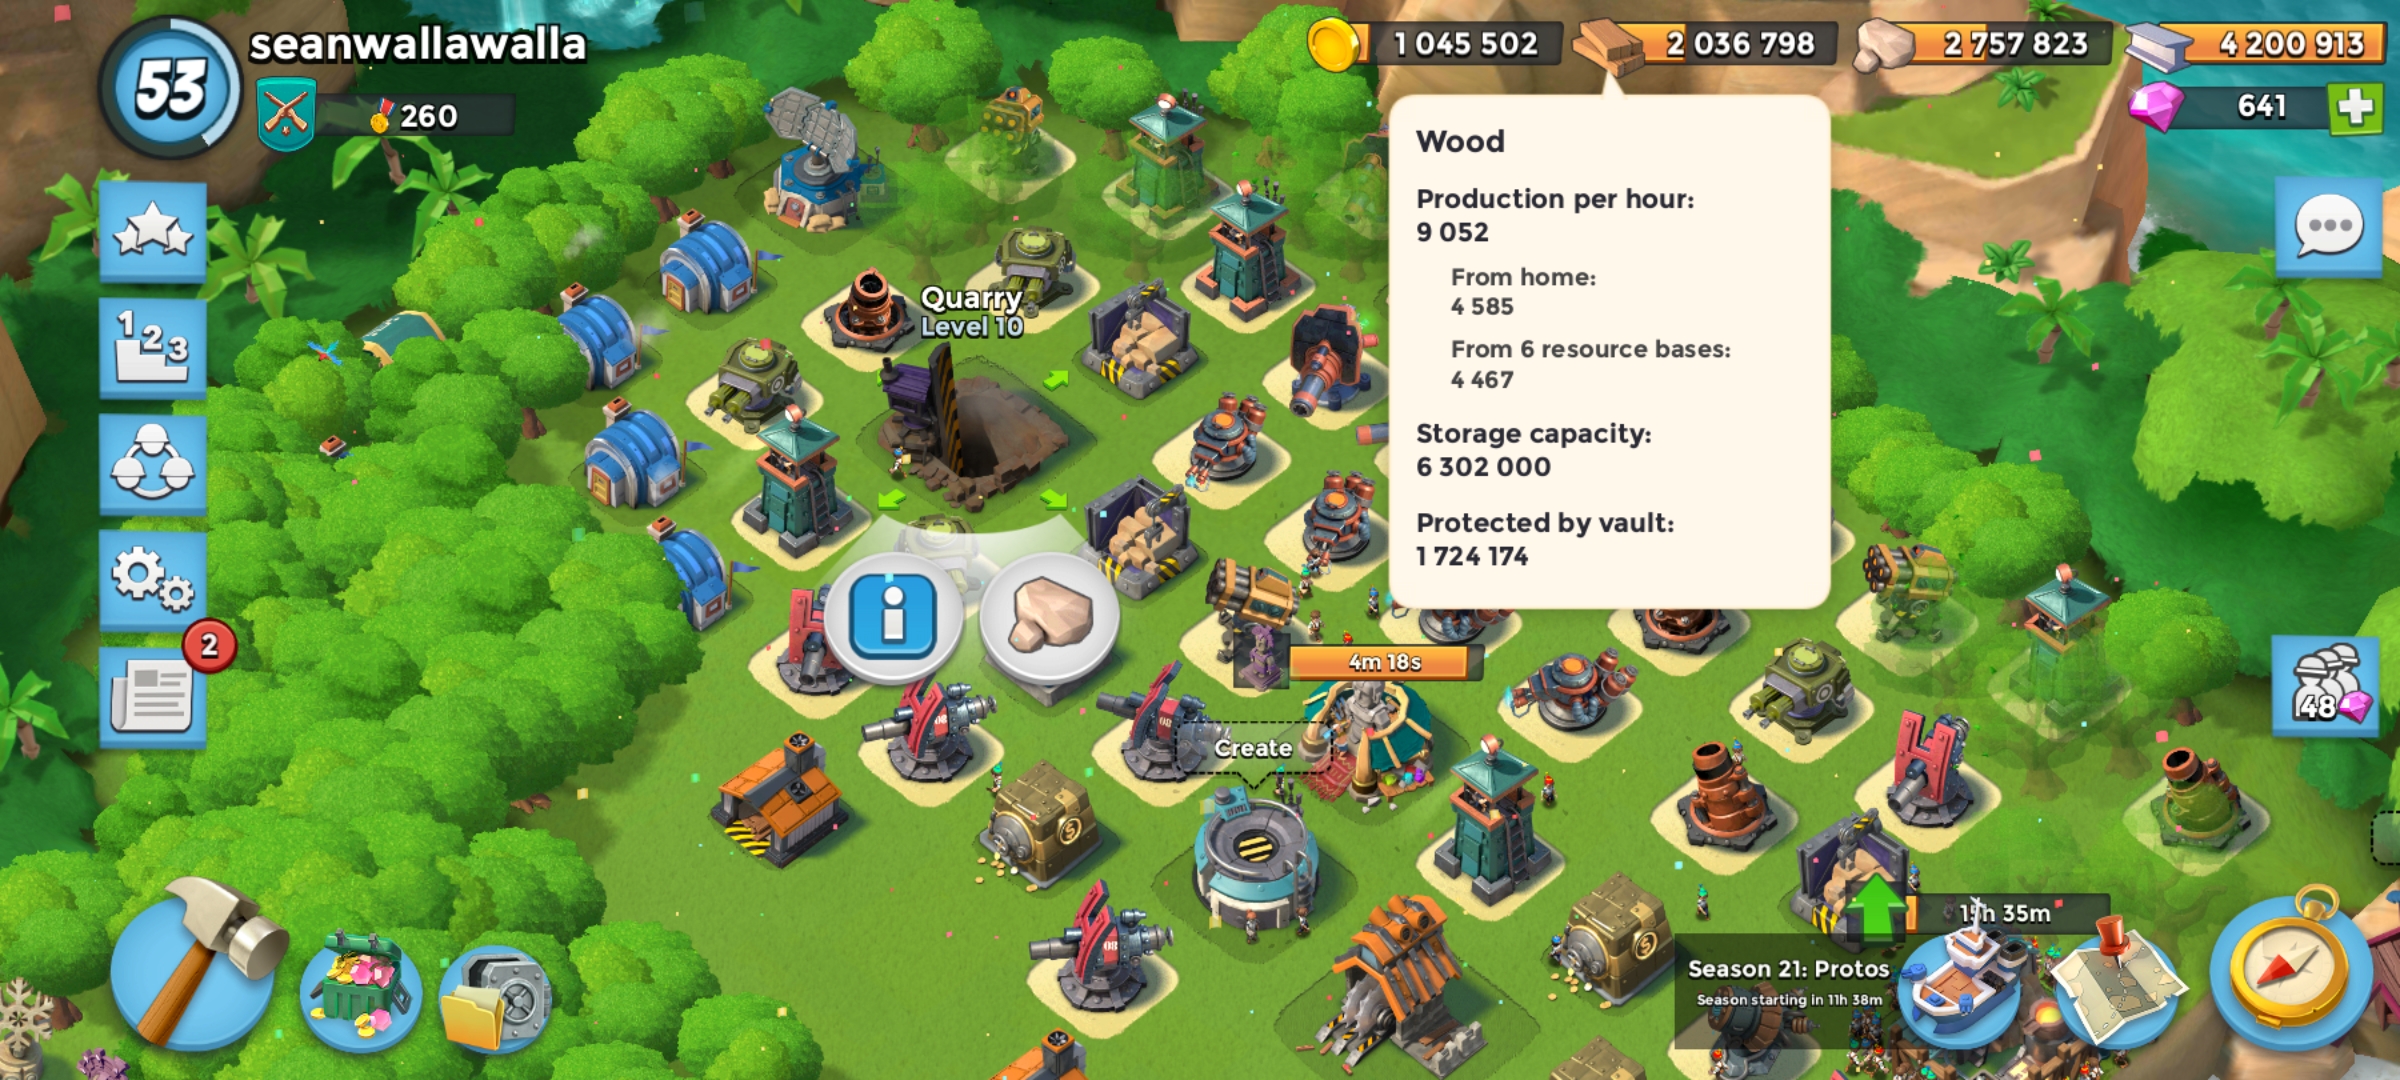 53
seanwallawalla
260
1 045 502
2 036 798
2 757 823
4 200 913
641
Wood
Production per hour:
9 052
From home:
4 585
From 6 resource bases:
4 467
Storage capacity:
6 302 000
Protected by vault:
1 724 174
123
Quarry
Level 10
2
4m 18s
48
Create
15h 35m
Season 21: Protos
Season starting in 11h 38m